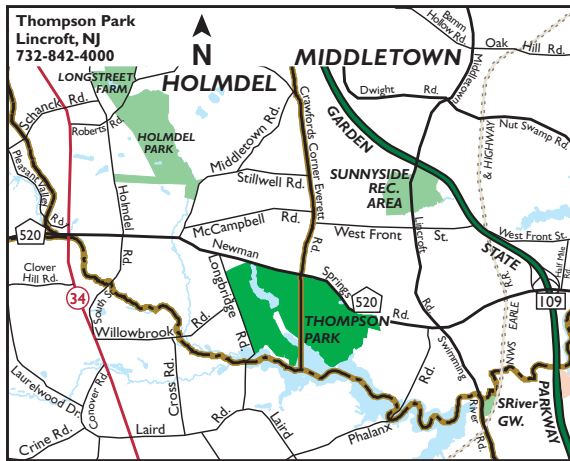 Thompson Park
Lincroft, NJ
732-842-4000
N
HOLMDEL
MIDDLETOWN
Bamm
Hollow Rd.
Oak Hill Rd.
Middletown
LONGSTREET
FARM
Schanck Rd.
Roberts Rd.
HOLMDEL
PARK
Middletown Rd.
Crawfords Corner Everett Rd.
GARDEN STATE PARKWAY
Dwight Rd.
Nut Swamp Rd.
& HIGHWAY
Pleasant Valley Rd.
Holmdel Rd.
Stillwell Rd.
SUNNYSIDE
REC.
AREA
McCampbell Rd.
West Front St.
West Front St.
Lincroft
Half Mile Rd.
520
Newman Springs Rd.
520
109
Clover
Hill Rd.
34
South St.
Longbridge Rd.
THOMPSON
PARK
NWS EARLE R.R.
Willowbrook Rd.
Swimming River Rd.
Laurelwood Dr.
Conover Rd.
Cross Rd.
Laird Rd.
Laird
Phalanx Rd.
SRiver
GW.
Crine Rd.